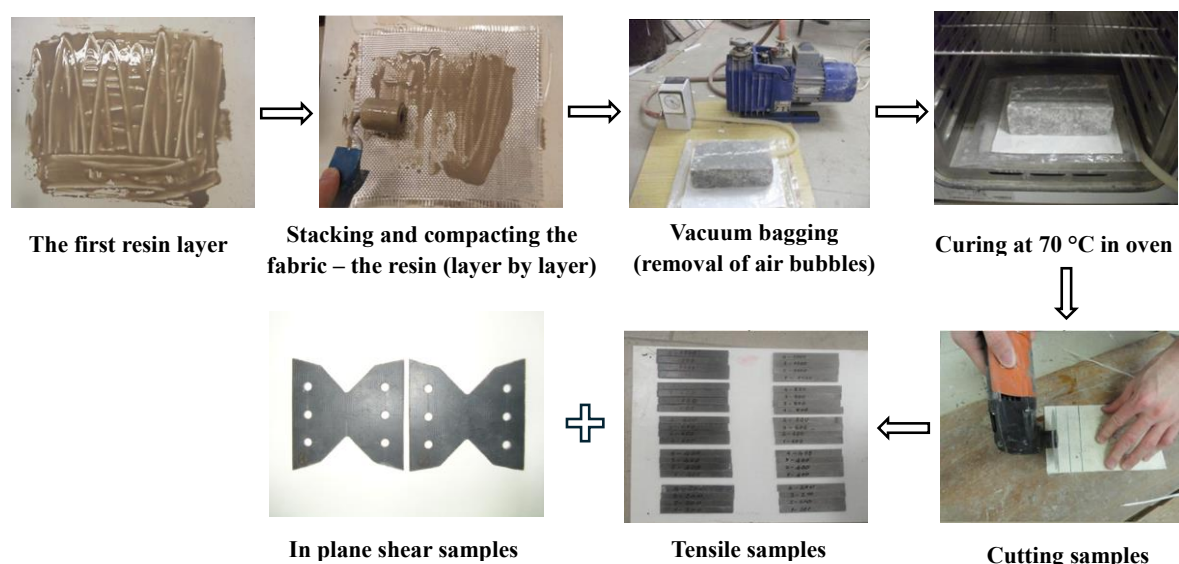 The first resin layer
Stacking and compacting the
fabric – the resin (layer by layer)
Vacuum bagging
(removal of air bubbles)
Curing at 70 °C in oven
In plane shear samples
Tensile samples
Cutting samples